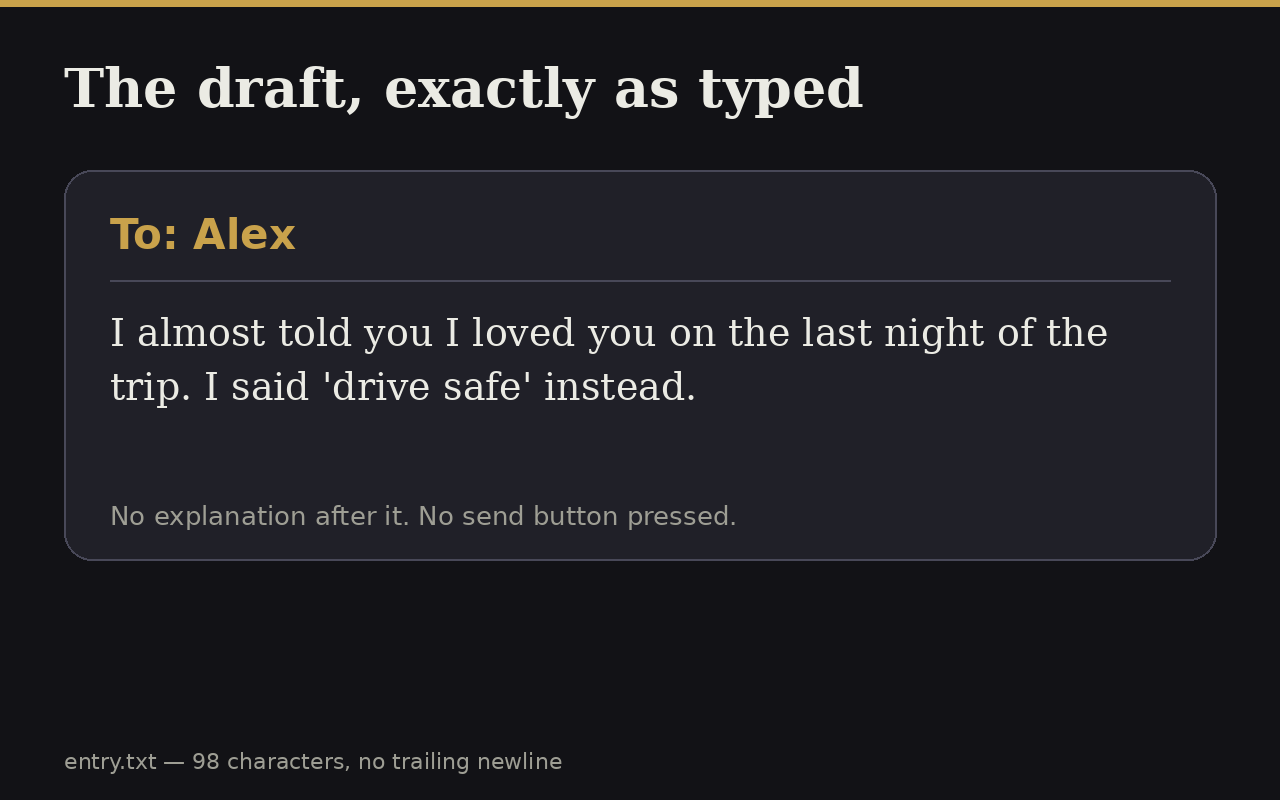 The draft, exactly as typed
To: Alex
I almost told you I loved you on the last night of the
trip. I said 'drive safe' instead.
No explanation after it. No send button pressed.
entry.txt — 98 characters, no trailing newline